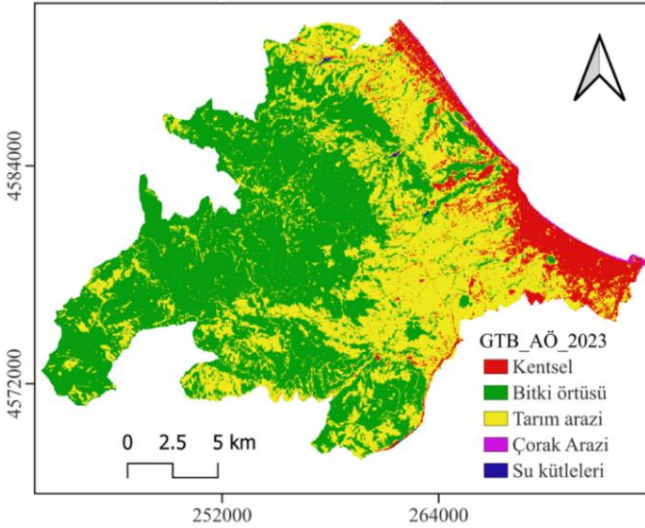 4584000
4572000
252000
264000
0 2.5 5 km
GTB_AÖ_2023
Kentsel
Bitki örtüsü
Tarım arazi
Çorak Arazi
Su kütleleri